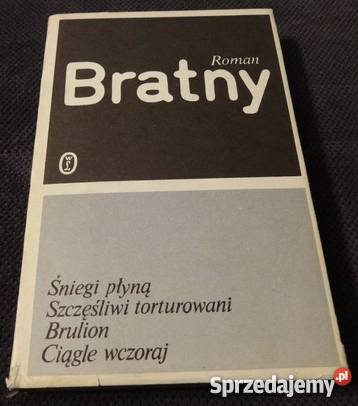 Roman
Bratny
Śniegi płyną
Szczęśliwi torturowani
Brulion
Ciągle wczoraj
Sprzedajemy.pl